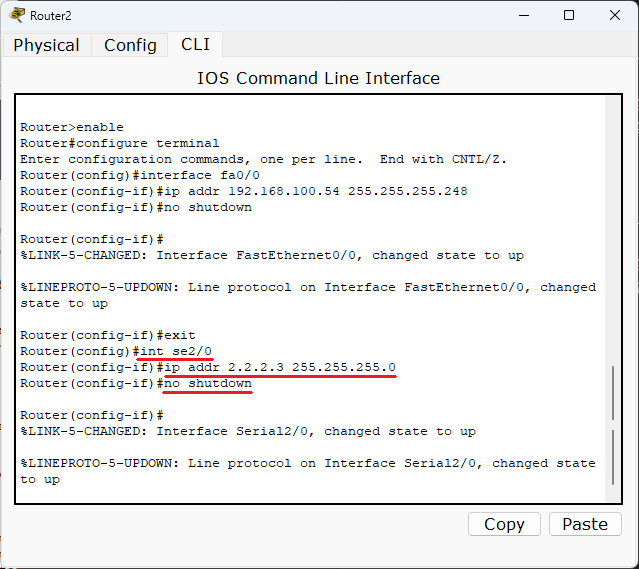 Router2
Physical Config CLI
IOS Command Line Interface
Router>enable
Router#configure terminal
Enter configuration commands, one per line.  End with CNTL/Z.
Router(config)#interface fa0/0
Router(config-if)#ip addr 192.168.100.54 255.255.255.248
Router(config-if)#no shutdown
Router(config-if)#
%LINK-5-CHANGED: Interface FastEthernet0/0, changed state to up
%LINEPROTO-5-UPDOWN: Line protocol on Interface FastEthernet0/0, changed
state to up
Router(config-if)#exit
Router(config)#int se2/0
Router(config-if)#ip addr 2.2.2.3 255.255.255.0
Router(config-if)#no shutdown
Router(config-if)#
%LINK-5-CHANGED: Interface Serial2/0, changed state to up
%LINEPROTO-5-UPDOWN: Line protocol on Interface Serial2/0, changed state
to up
Copy Paste